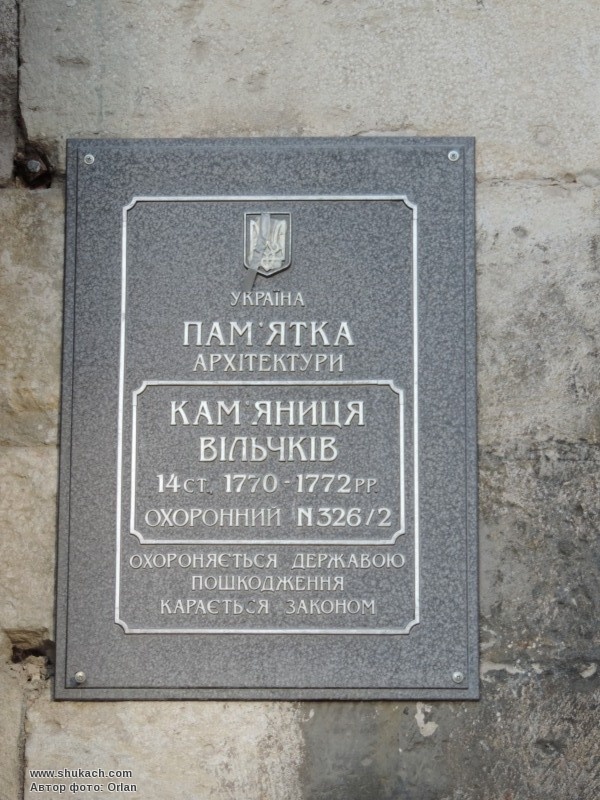 УКРАЇНА
ПАМ'ЯТКА
АРХІТЕКТУРИ
КАМ'ЯНИЦЯ
ВІЛЬЧКІВ
14 СТ. 1770 - 1772 РР.
ОХОРОННИЙ N 326/2
ОХОРОНЯЄТЬСЯ ДЕРЖАВОЮ
ПОШКОДЖЕННЯ
КАРАЄТЬСЯ ЗАКОНОМ
www.shukach.com
Автор фото: Orlan